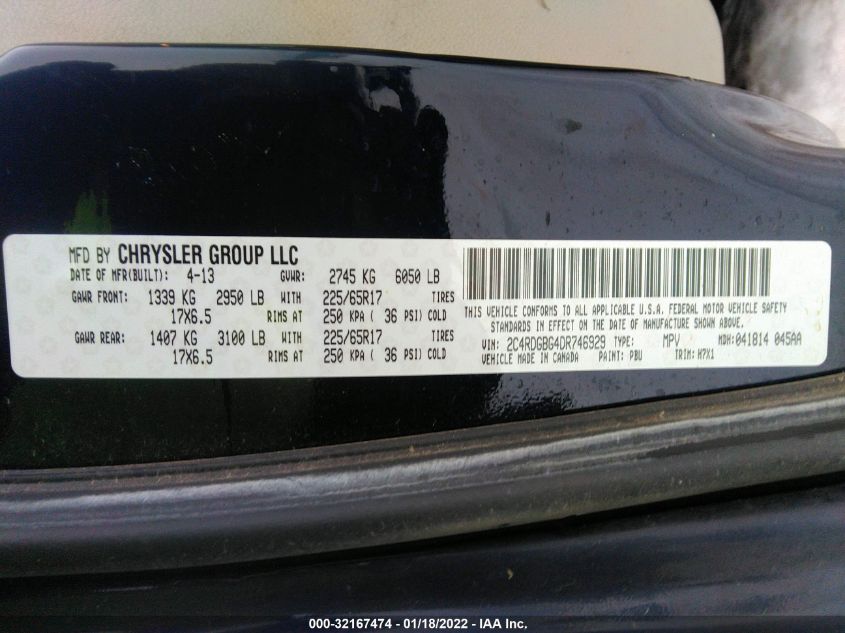 MFD BY CHRYSLER GROUP LLC
DATE OF MFR(BUILT): 4-13 GVWR: 2745 KG 6050 LB
GAWR FRONT: 1339 KG 2950 LB WITH 225/65R17 TIRES
17X6.5 RIMS AT 250 KPA ( 36 PSI) COLD
GAWR REAR: 1407 KG 3100 LB WITH 225/65R17 TIRES
17X6.5 RIMS AT 250 KPA ( 36 PSI) COLD
THIS VEHICLE CONFORMS TO ALL APPLICABLE U.S.A. FEDERAL MOTOR VEHICLE SAFETY
STANDARDS IN EFFECT ON THE DATE OF MANUFACTURE SHOWN ABOVE.
VIN: 2C4RDGBG4DR746929 TYPE: MPV MDH:041814 045AA
VEHICLE MADE IN CANADA PAINT: PBU TRIM: H7X1
000-32167474 — 01/18/2022 — IAA Inc.